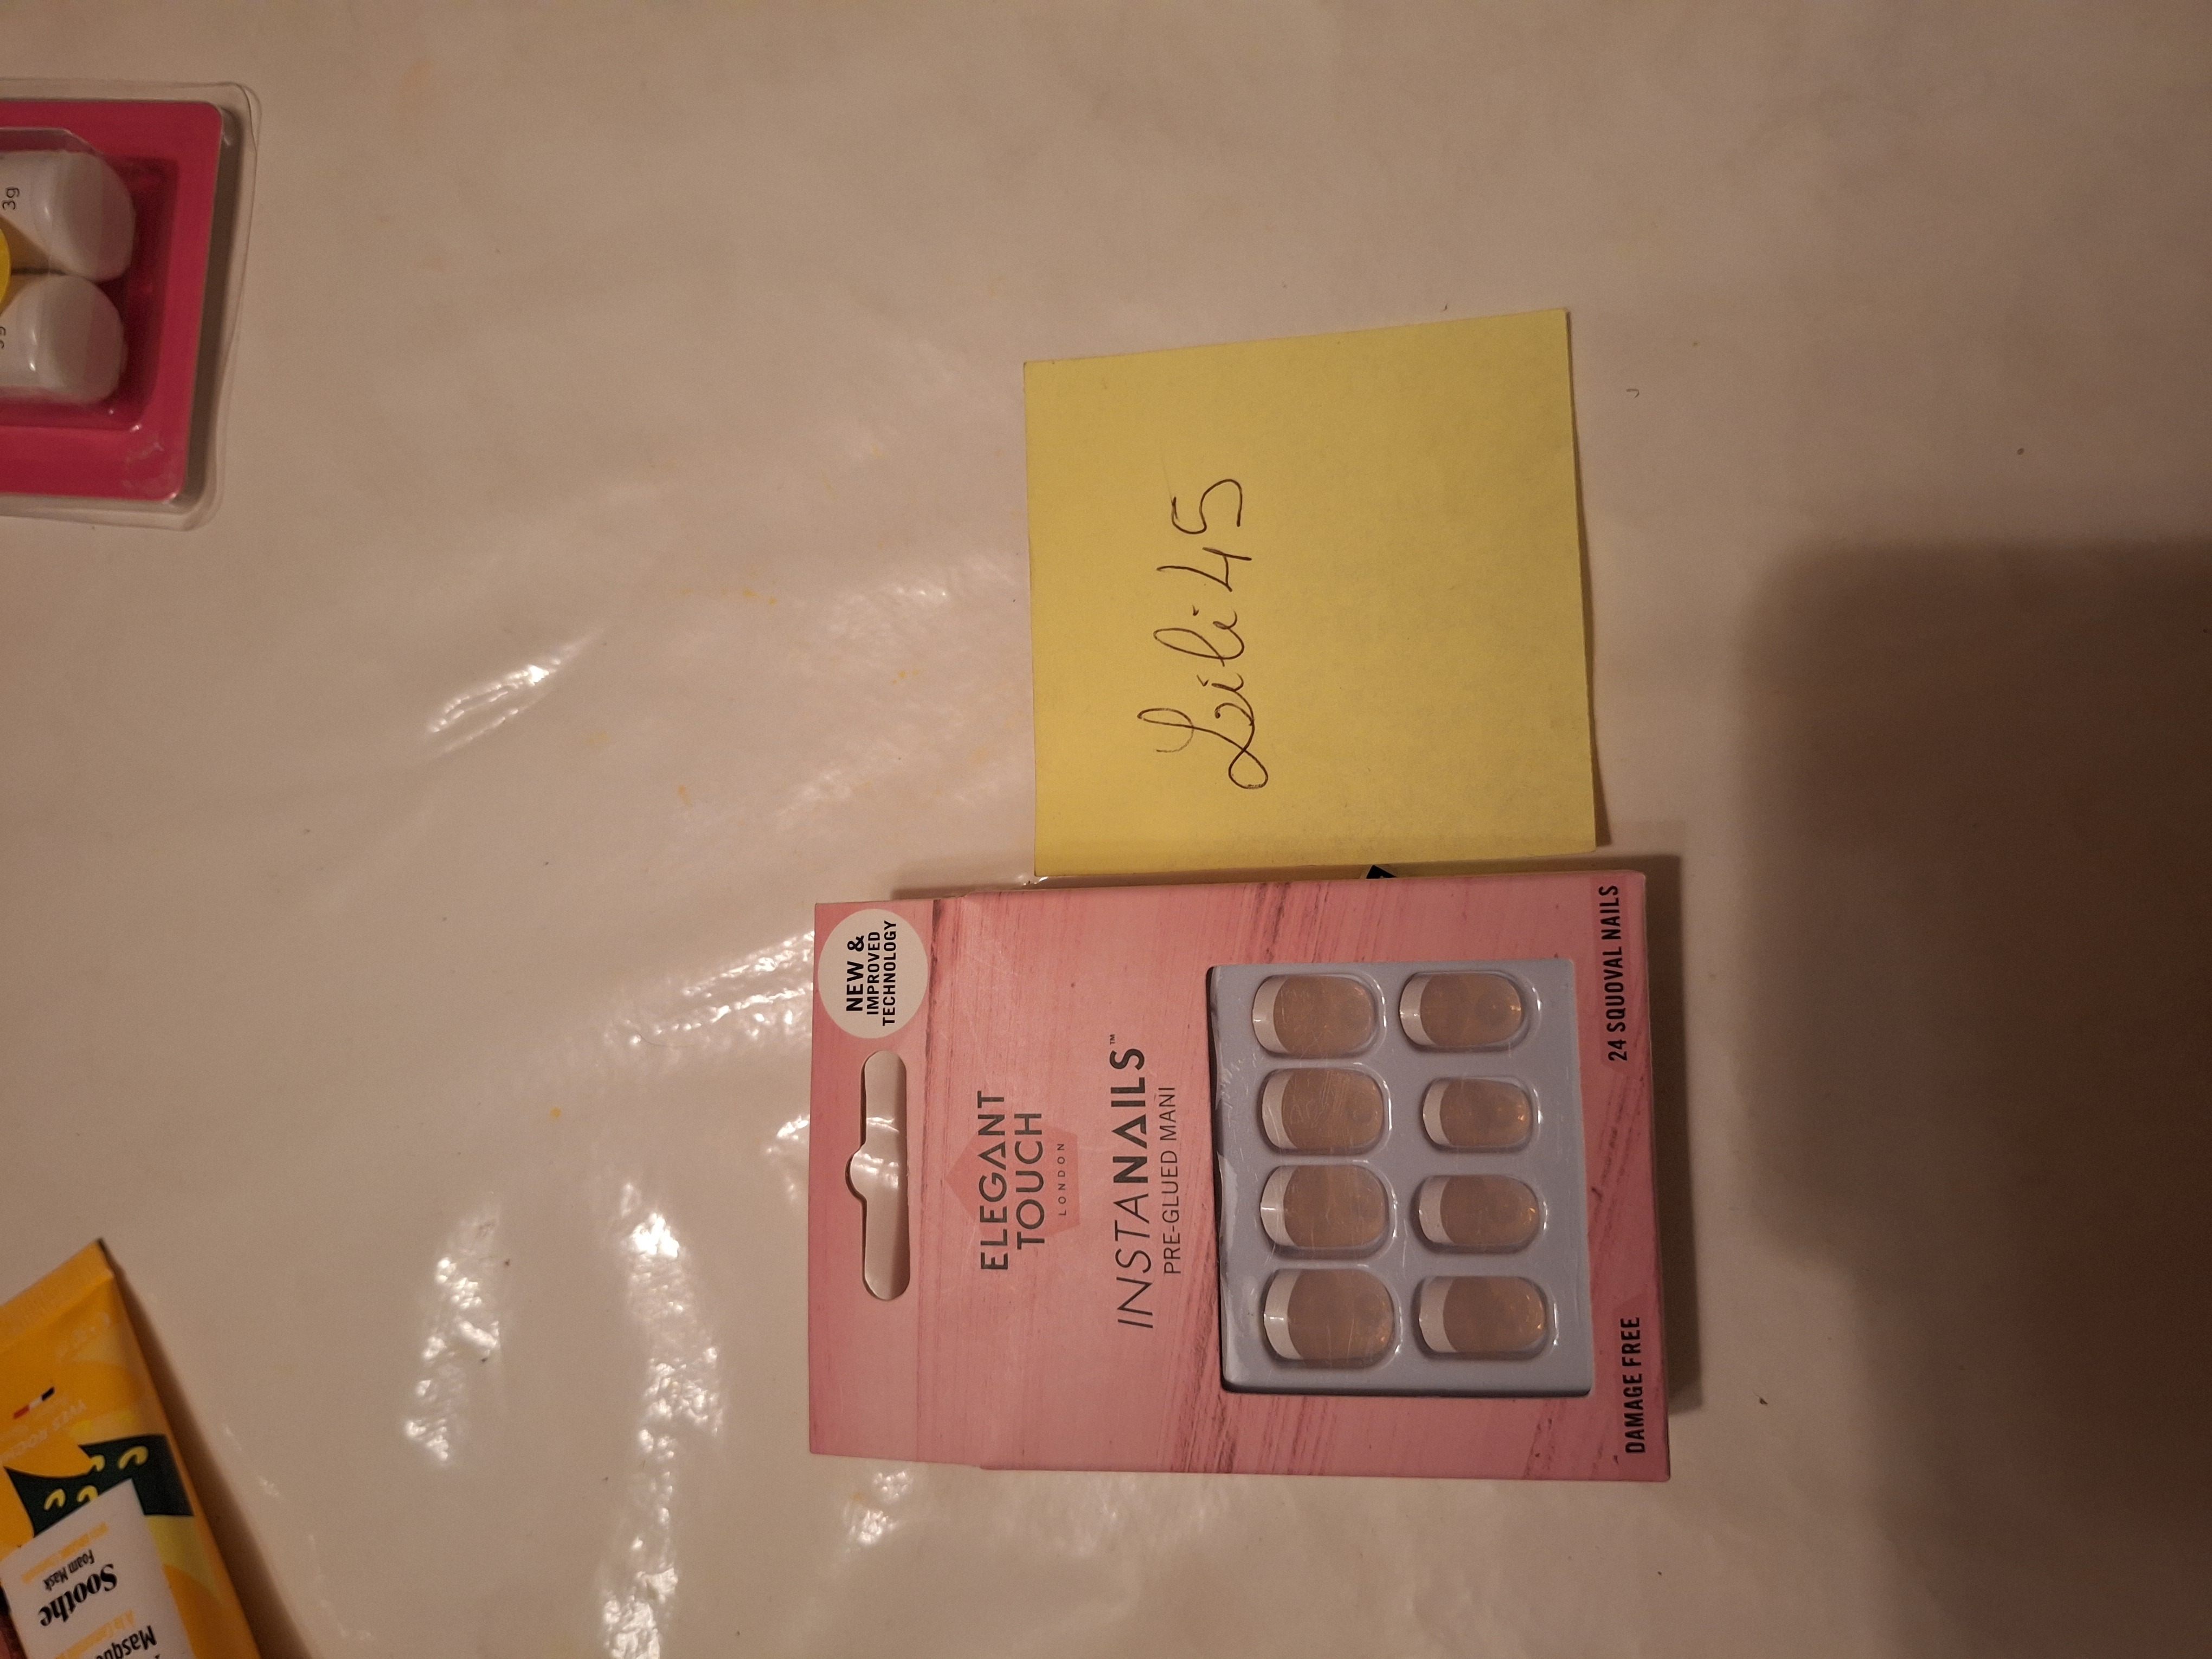 Lili45
NEW &
IMPROVED
TECHNOLOGY
ELEGANT
TOUCH
LONDON
INSTANAILS™
PRE-GLUED MANI
DAMAGE FREE
24 SQUOVAL NAILS
3g
Soothe
Foam Mask
Masque